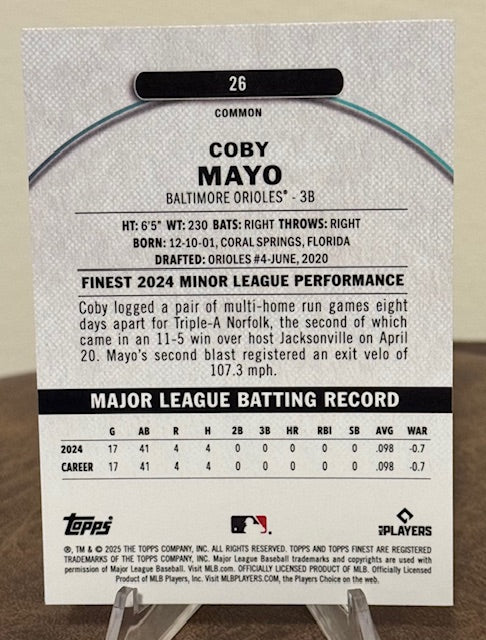 26
COMMON
COBY
MAYO
BALTIMORE ORIOLES® - 3B
HT: 6'5" WT: 230 BATS: RIGHT THROWS: RIGHT
BORN: 12-10-01, CORAL SPRINGS, FLORIDA
DRAFTED: ORIOLES #4-JUNE, 2020
FINEST 2024 MINOR LEAGUE PERFORMANCE
Coby logged a pair of multi-home run games eight
days apart for Triple-A Norfolk, the second of which
came in an 11-5 win over host Jacksonville on April
20. Mayo's second blast registered an exit velo of
107.3 mph.
MAJOR LEAGUE BATTING RECORD
G AB R H 2B 3B HR RBI SB AVG WAR
2024 17 41 4 4 0 0 0 0 0 .098 -0.7
CAREER 17 41 4 4 0 0 0 0 0 .098 -0.7
Topps
MLB PLAYERS
®, TM & © 2025 THE TOPPS COMPANY, INC. ALL RIGHTS RESERVED. TOPPS AND TOPPS FINEST ARE REGISTERED
TRADEMARKS OF THE TOPPS COMPANY, INC. Major League Baseball trademarks and copyrights are used with
permission of Major League Baseball. Visit MLB.com. OFFICIALLY LICENSED PRODUCT OF MLB. Officially Licensed
Product of MLB Players, Inc. Visit MLBPLAYERS.COM, the Players Choice on the web.